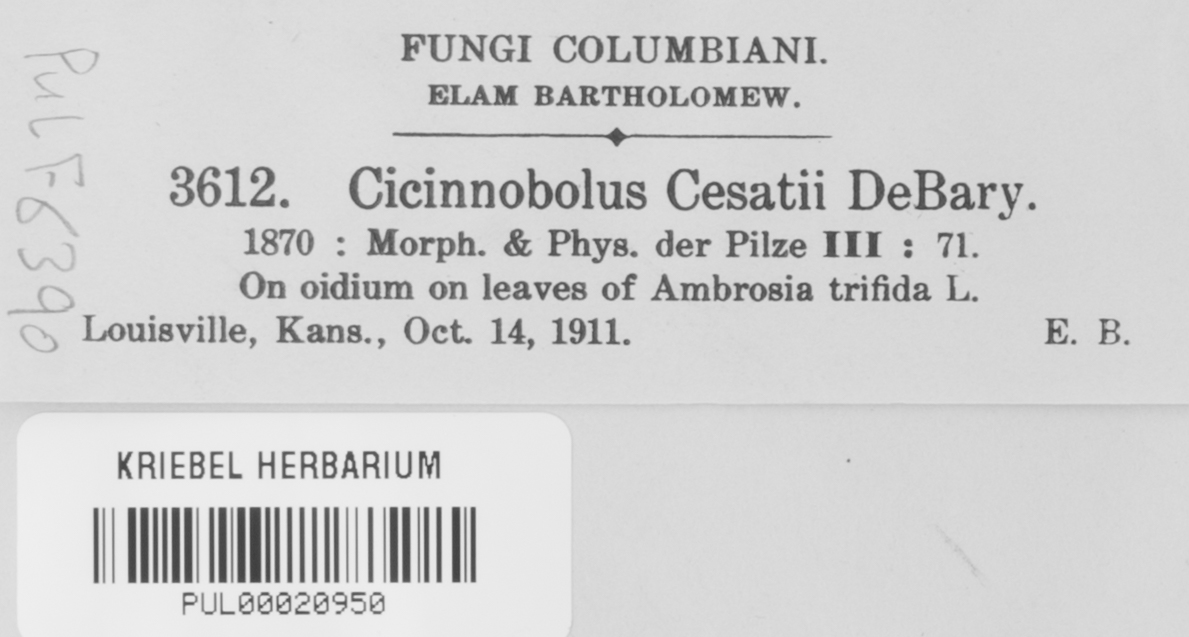 FUNGI COLUMBIANI.
ELAM BARTHOLOMEW.
3612. Cicinnobolus Cesatii DeBary.
1870 : Morph. & Phys. der Pilze III : 71.
On oidium on leaves of Ambrosia trifida L.
Louisville, Kans., Oct. 14, 1911. E. B.
PUL F6390
KRIEBEL HERBARIUM
PUL00020950